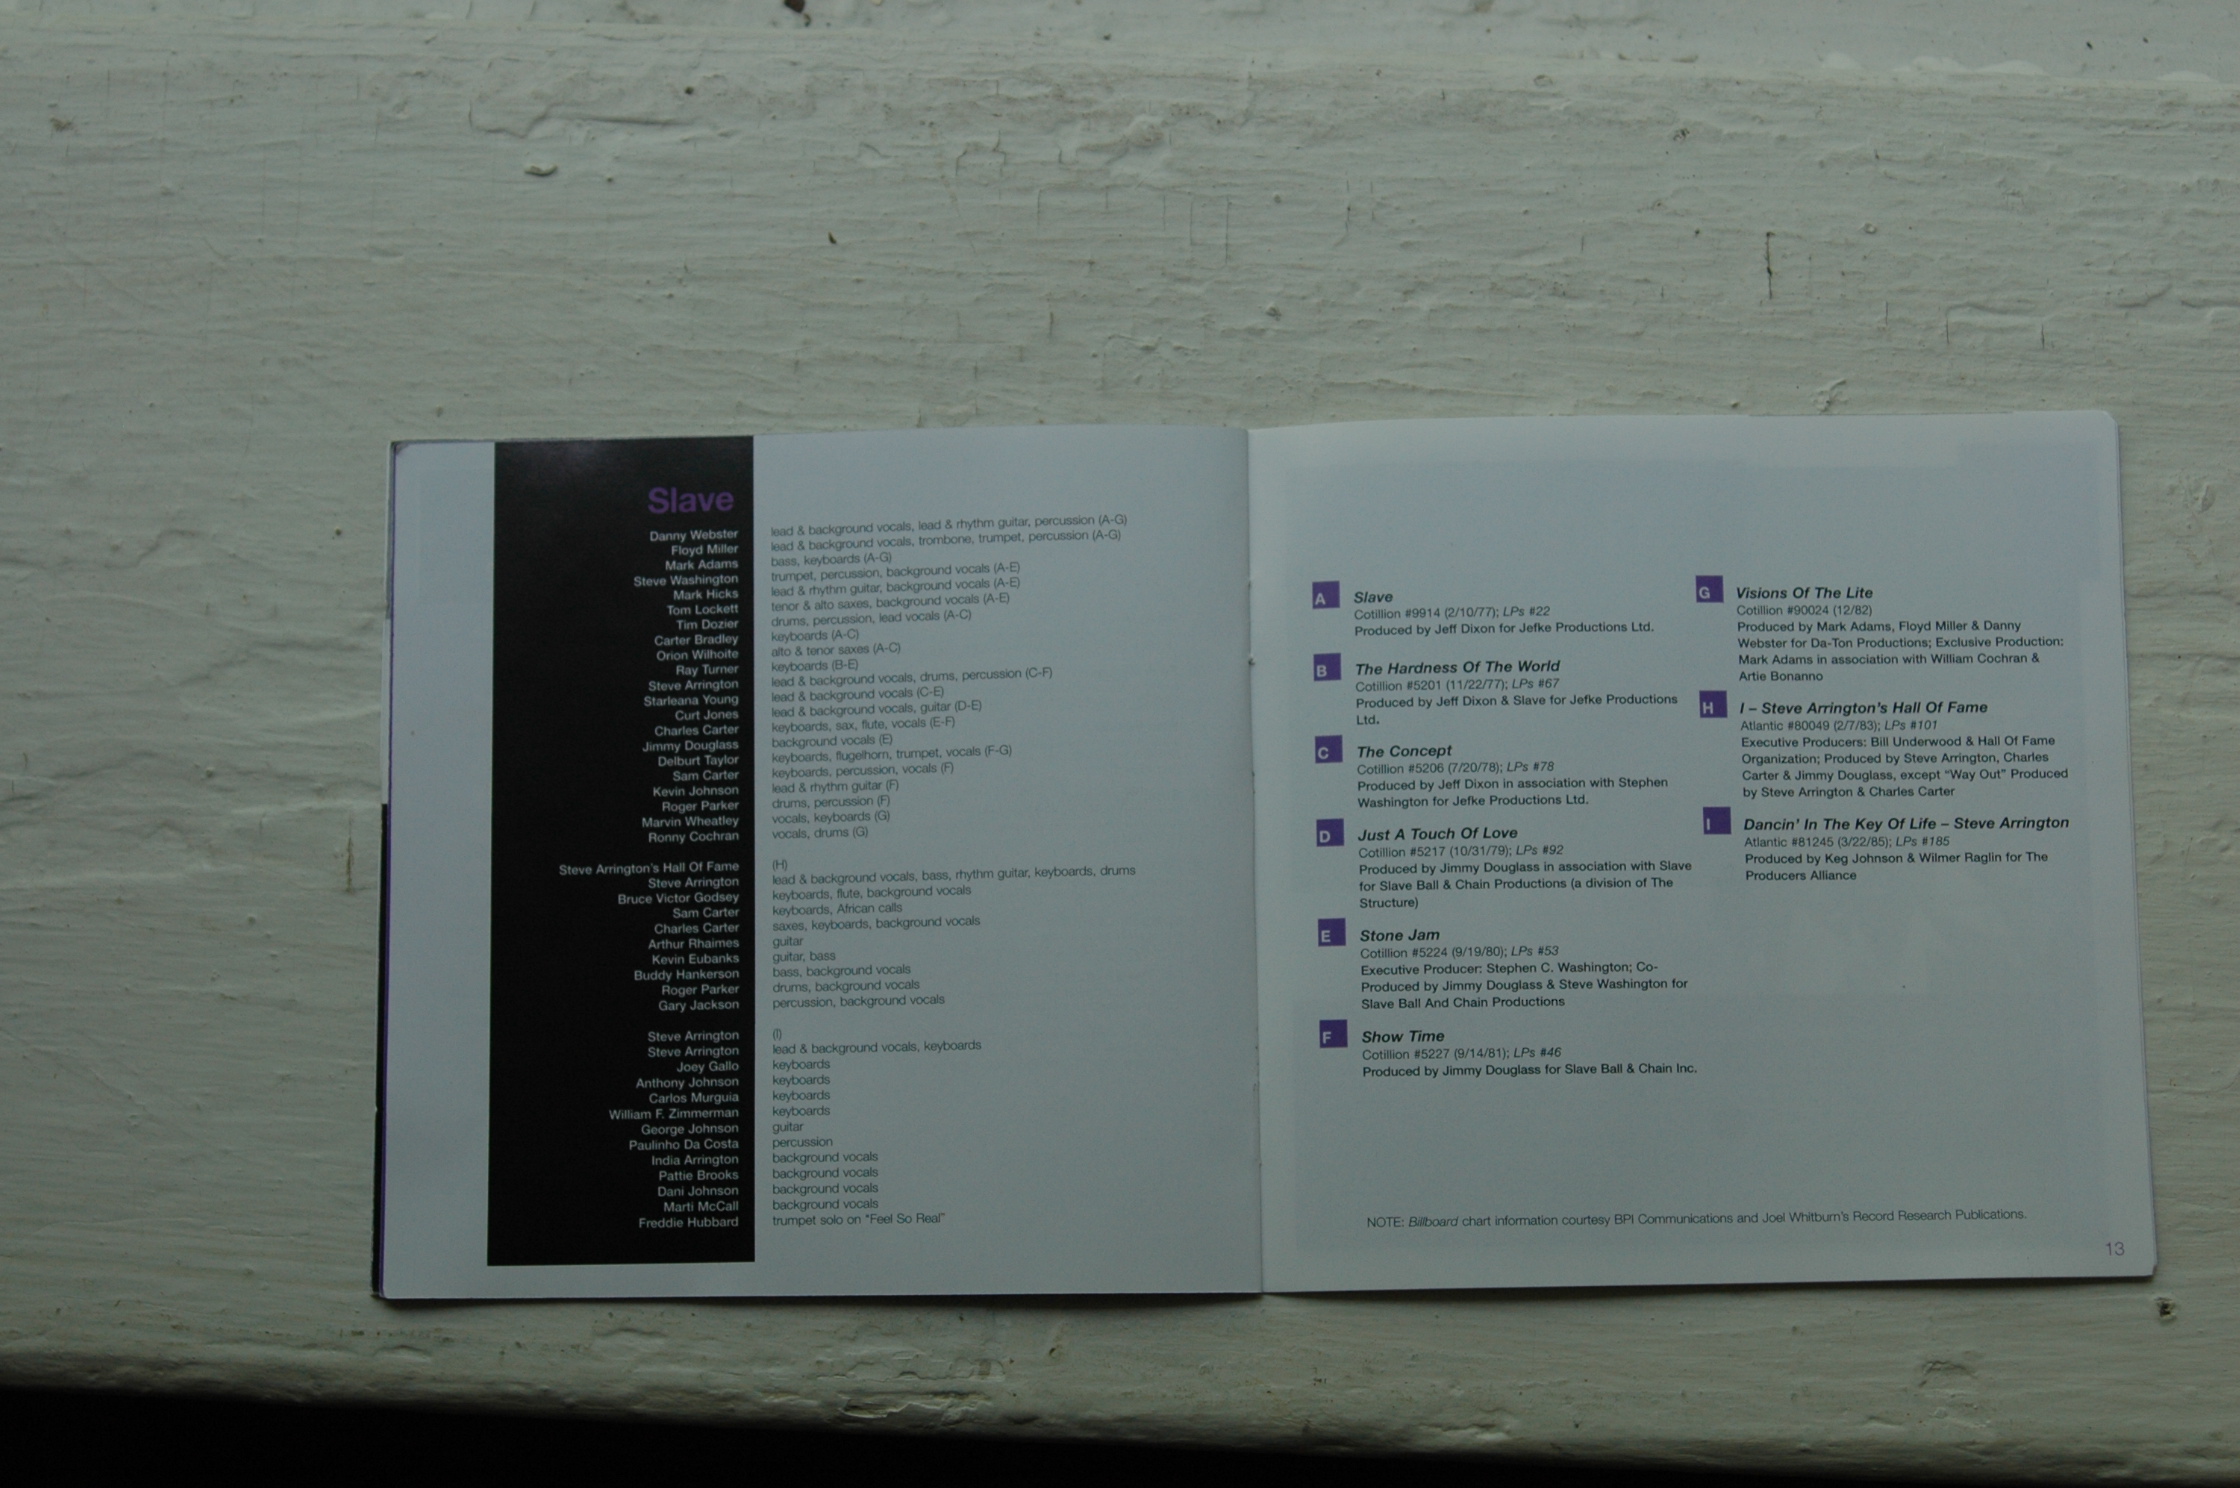 Slave
Danny Webster lead & background vocals, lead & rhythm guitar, percussion (A-G)
Floyd Miller lead & background vocals, trombone, trumpet, percussion (A-G)
Mark Adams bass, keyboards (A-G)
Steve Washington trumpet, percussion, background vocals (A-E)
Mark Hicks lead & rhythm guitar, background vocals (A-E)
Tom Lockett tenor & alto saxes, background vocals (A-E)
Tim Dozier drums, percussion, lead vocals (A-C)
Carter Bradley keyboards (A-C)
Orion Wilhoite alto & tenor saxes (A-C)
Ray Turner keyboards (B-E)
Steve Arrington lead & background vocals, drums, percussion (C-F)
Starleana Young lead & background vocals (C-E)
Curt Jones lead & background vocals, guitar (D-E)
Charles Carter keyboards, sax, flute, vocals (E-F)
Jimmy Douglass background vocals (E)
Delburt Taylor keyboards, flugelhorn, trumpet, vocals (F-G)
Sam Carter keyboards, percussion, vocals (F)
Kevin Johnson lead & rhythm guitar (F)
Roger Parker drums, percussion (F)
Marvin Wheatley vocals, keyboards (G)
Ronny Cochran vocals, drums (G)
Steve Arrington's Hall Of Fame (H)
Steve Arrington lead & background vocals, bass, rhythm guitar, keyboards, drums
Bruce Victor Godsey keyboards, flute, background vocals
Sam Carter keyboards, African calls
Charles Carter saxes, keyboards, background vocals
Arthur Rhaimes guitar
Kevin Eubanks guitar, bass
Buddy Hankerson bass, background vocals
Roger Parker drums, background vocals
Gary Jackson percussion, background vocals
Steve Arrington (I)
Steve Arrington lead & background vocals, keyboards
Joey Gallo keyboards
Anthony Johnson keyboards
Carlos Murguia keyboards
William F. Zimmerman keyboards
George Johnson guitar
Paulinho Da Costa percussion
India Arrington background vocals
Pattie Brooks background vocals
Dani Johnson background vocals
Marti McCall background vocals
Freddie Hubbard trumpet solo on "Feel So Real"
A Slave
Cotillion #9914 (2/10/77); LPs #22
Produced by Jeff Dixon for Jefke Productions Ltd.
B The Hardness Of The World
Cotillion #5201 (11/22/77); LPs #67
Produced by Jeff Dixon & Slave for Jefke Productions
Ltd.
C The Concept
Cotillion #5206 (7/20/78); LPs #78
Produced by Jeff Dixon in association with Stephen
Washington for Jefke Productions Ltd.
D Just A Touch Of Love
Cotillion #5217 (10/31/79); LPs #92
Produced by Jimmy Douglass in association with Slave
for Slave Ball & Chain Productions (a division of The
Structure)
E Stone Jam
Cotillion #5224 (9/19/80); LPs #53
Executive Producer: Stephen C. Washington; Co-
Produced by Jimmy Douglass & Steve Washington for
Slave Ball And Chain Productions
F Show Time
Cotillion #5227 (9/14/81); LPs #46
Produced by Jimmy Douglass for Slave Ball & Chain Inc.
G Visions Of The Lite
Cotillion #90024 (12/82)
Produced by Mark Adams, Floyd Miller & Danny
Webster for Da-Ton Productions; Exclusive Production:
Mark Adams in association with William Cochran &
Artie Bonanno
H I – Steve Arrington's Hall Of Fame
Atlantic #80049 (2/7/83); LPs #101
Executive Producers: Bill Underwood & Hall Of Fame
Organization; Produced by Steve Arrington, Charles
Carter & Jimmy Douglass, except "Way Out" Produced
by Steve Arrington & Charles Carter
I Dancin' In The Key Of Life – Steve Arrington
Atlantic #81245 (3/22/85); LPs #185
Produced by Keg Johnson & Wilmer Raglin for The
Producers Alliance
NOTE: Billboard chart information courtesy BPI Communications and Joel Whitburn's Record Research Publications.
13